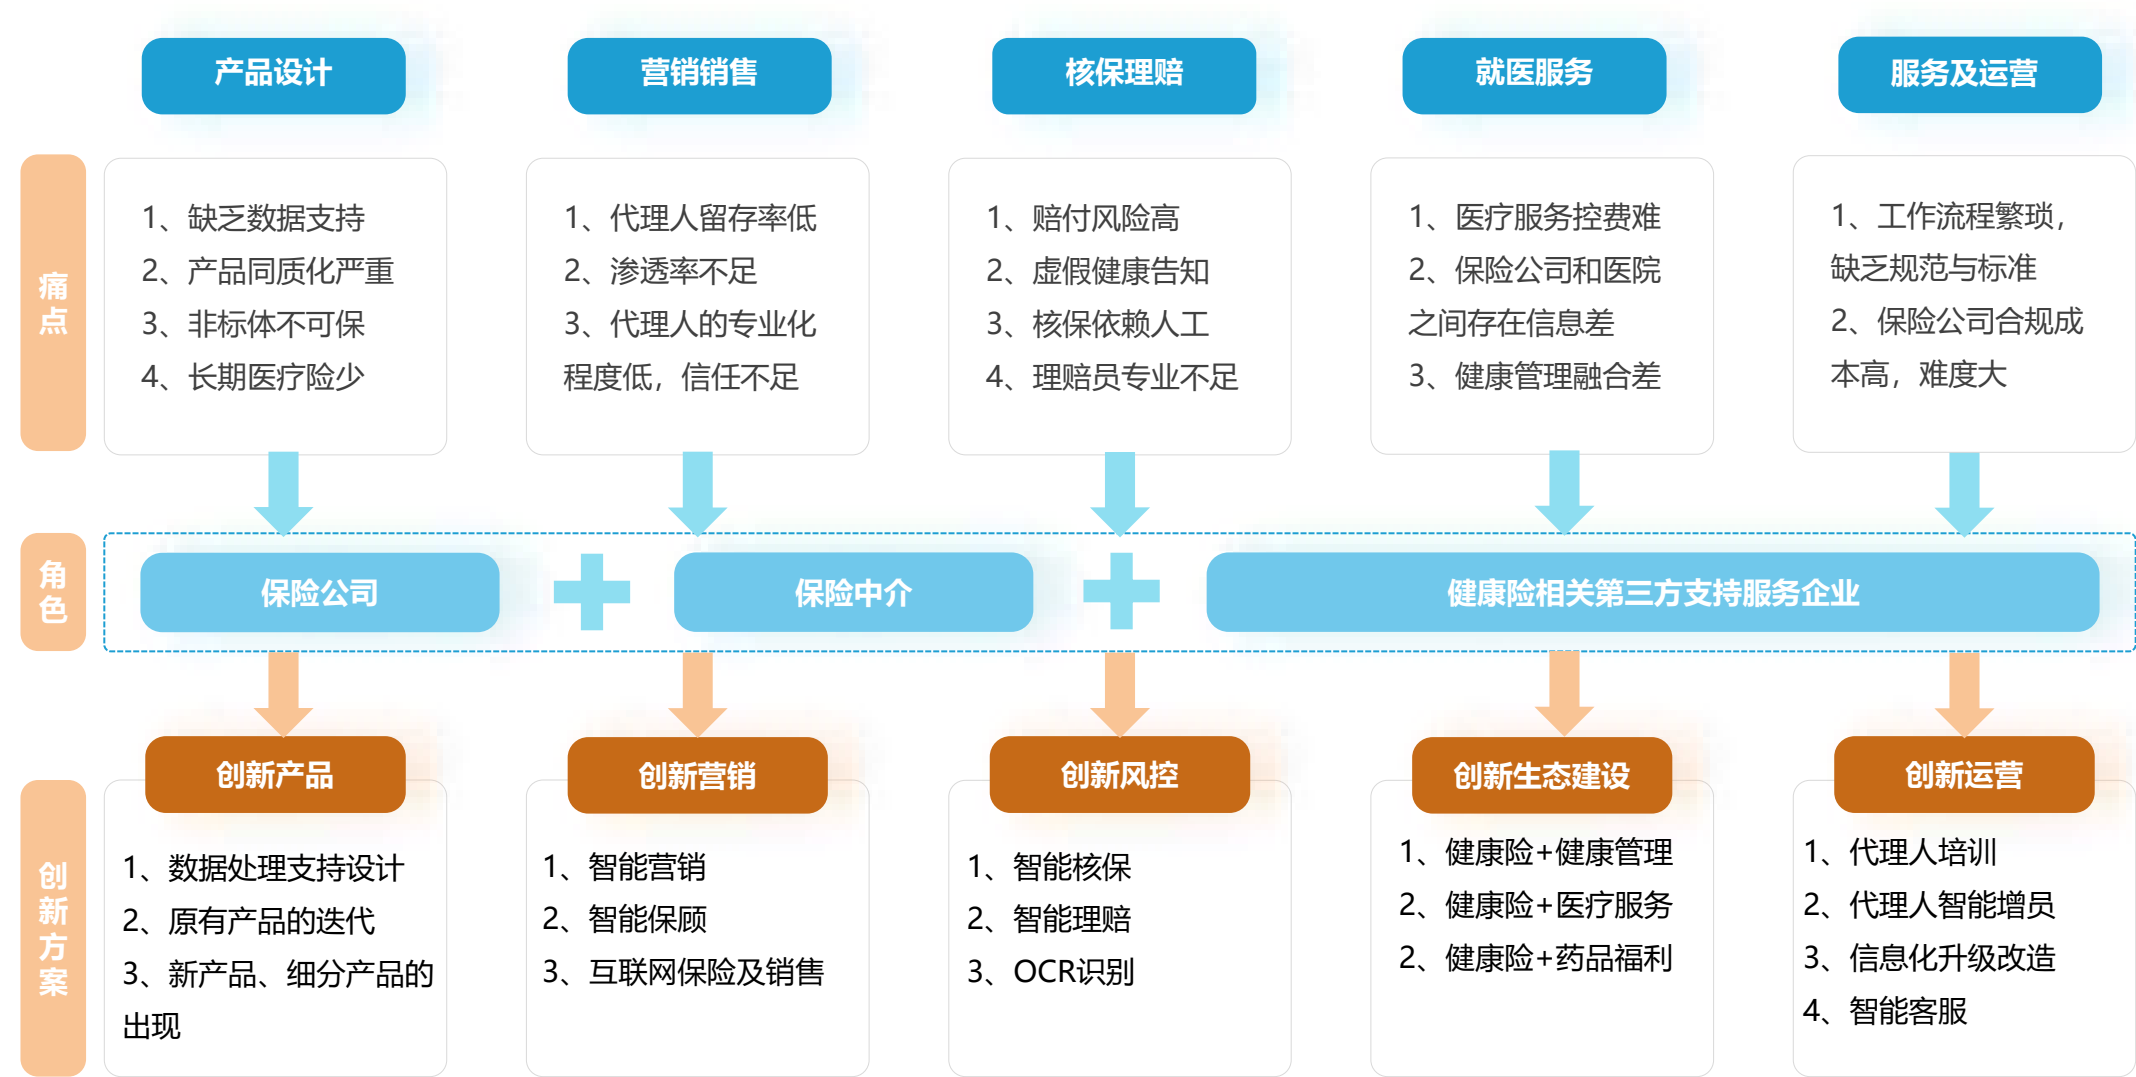 产品设计
营销销售
核保理赔
就医服务
服务及运营
痛点
1、缺乏数据支持
2、产品同质化严重
3、非标体不可保
4、长期医疗险少
1、代理人留存率低
2、渗透率不足
3、代理人的专业化
程度低，信任不足
1、赔付风险高
2、虚假健康告知
3、核保依赖人工
4、理赔员专业不足
1、医疗服务控费难
2、保险公司和医院
之间存在信息差
3、健康管理融合差
1、工作流程繁琐，
缺乏规范与标准
2、保险公司合规成
本高，难度大
角色
保险公司
保险中介
健康险相关第三方支持服务企业
创新方案
创新产品
1、数据处理支持设计
2、原有产品的迭代
3、新产品、细分产品的
出现
创新营销
1、智能营销
2、智能保顾
3、互联网保险及销售
创新风控
1、智能核保
2、智能理赔
3、OCR识别
创新生态建设
1、健康险+健康管理
2、健康险+医疗服务
2、健康险+药品福利
创新运营
1、代理人培训
2、代理人智能增员
3、信息化升级改造
4、智能客服